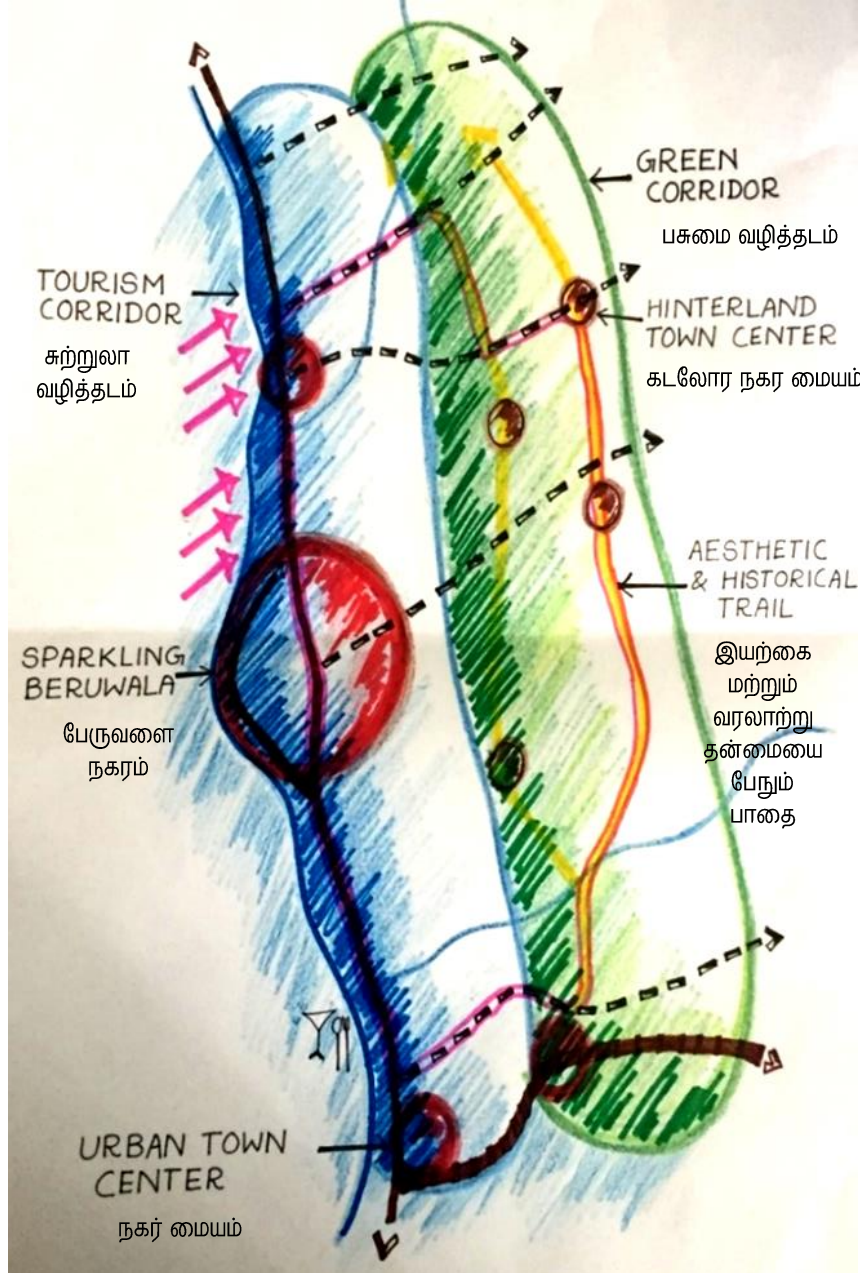 GREEN
CORRIDOR
பசுமை வழித்தடம்
TOURISM
CORRIDOR
சுற்றுலா
வழித்தடம்
HINTERLAND
TOWN CENTER
கடலோர நகர மையம்
AESTHETIC
& HISTORICAL
TRAIL
இயற்கை
மற்றும்
வரலாற்று
தன்மையை
பேநும்
பாதை
SPARKLING
BERUWALA
பேருவளை
நகரம்
URBAN TOWN
CENTER
நகர் மையம்